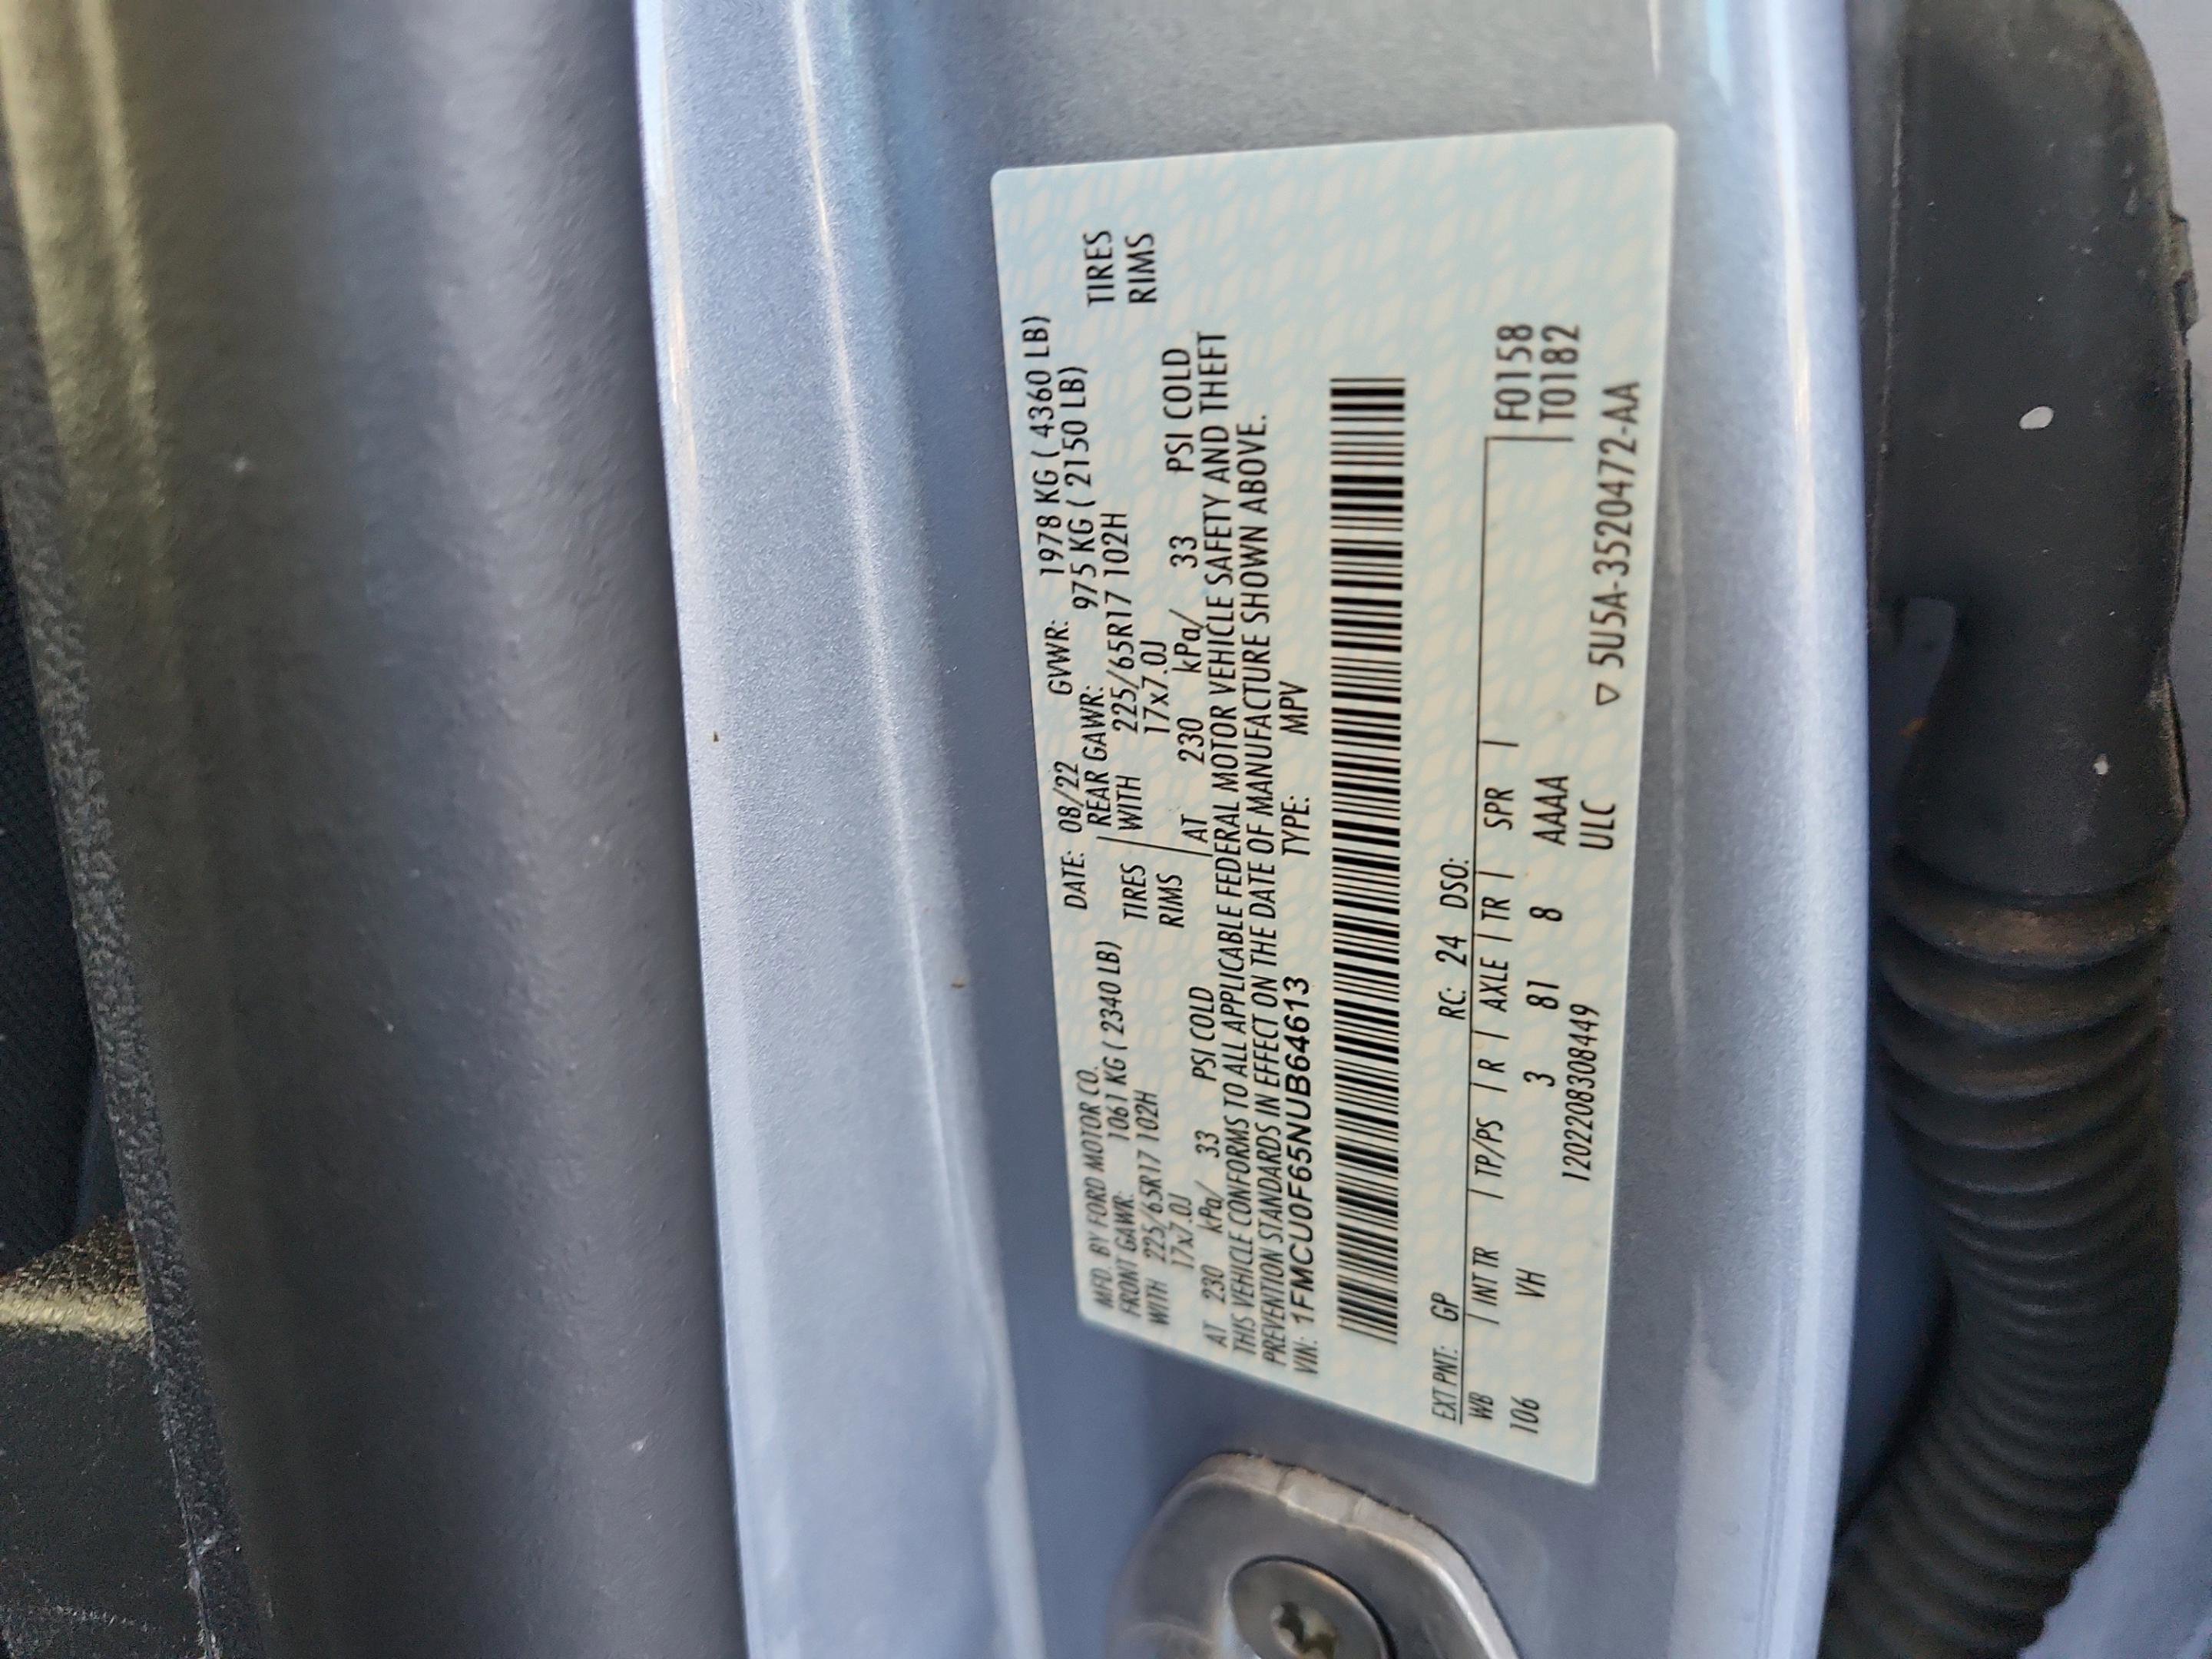 MFD. BY FORD MOTOR CO. DATE: 08/22 GVWR: 1978 KG ( 4360 LB)
FRONT GAWR: 1061 KG ( 2340 LB) REAR GAWR: 975 KG ( 2150 LB)
WITH 225/65R17 102H TIRES WITH 225/65R17 102H TIRES
17x7.0J RIMS 17x7.0J RIMS
AT 230 kPa/ 33 PSI COLD AT 230 kPa/ 33 PSI COLD
THIS VEHICLE CONFORMS TO ALL APPLICABLE FEDERAL MOTOR VEHICLE SAFETY AND THEFT
PREVENTION STANDARDS IN EFFECT ON THE DATE OF MANUFACTURE SHOWN ABOVE.
VIN: 1FMCU0F65NUB64613 TYPE: MPV
EXT PNT: GP RC: 24 DSO:
WB INT TR TP/PS R AXLE TR SPR F0158
106 VH 3 81 8 AAAA T0182
1202208308449 ULC
▽ 5U5A-3520472-AA